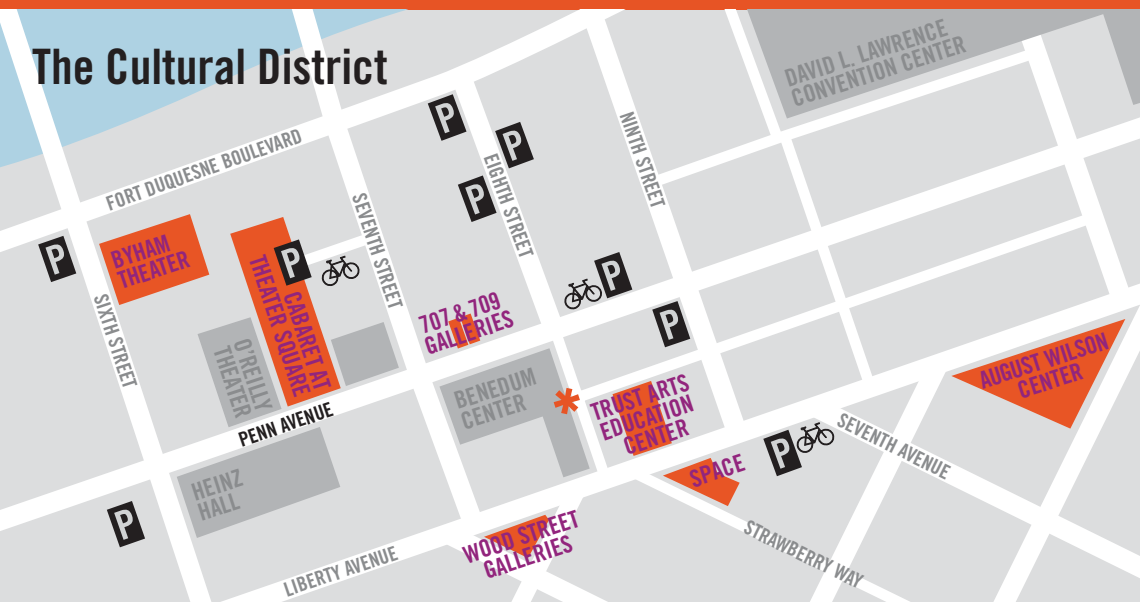 The Cultural District
DAVID L. LAWRENCE
CONVENTION CENTER
P
P
P
NINTH STREET
EIGHTH STREET
FORT DUQUESNE BOULEVARD
SEVENTH STREET
P
BYHAM
THEATER
P
P
P
SIXTH STREET
CABARET AT
THEATER SQUARE
707 & 709
GALLERIES
O'REILLY
THEATER
BENEDUM
CENTER
*
TRUST ARTS
EDUCATION
CENTER
AUGUST WILSON
CENTER
PENN AVENUE
P
SEVENTH AVENUE
HEINZ
HALL
SPACE
P
WOOD STREET
GALLERIES
STRAWBERRY WAY
LIBERTY AVENUE